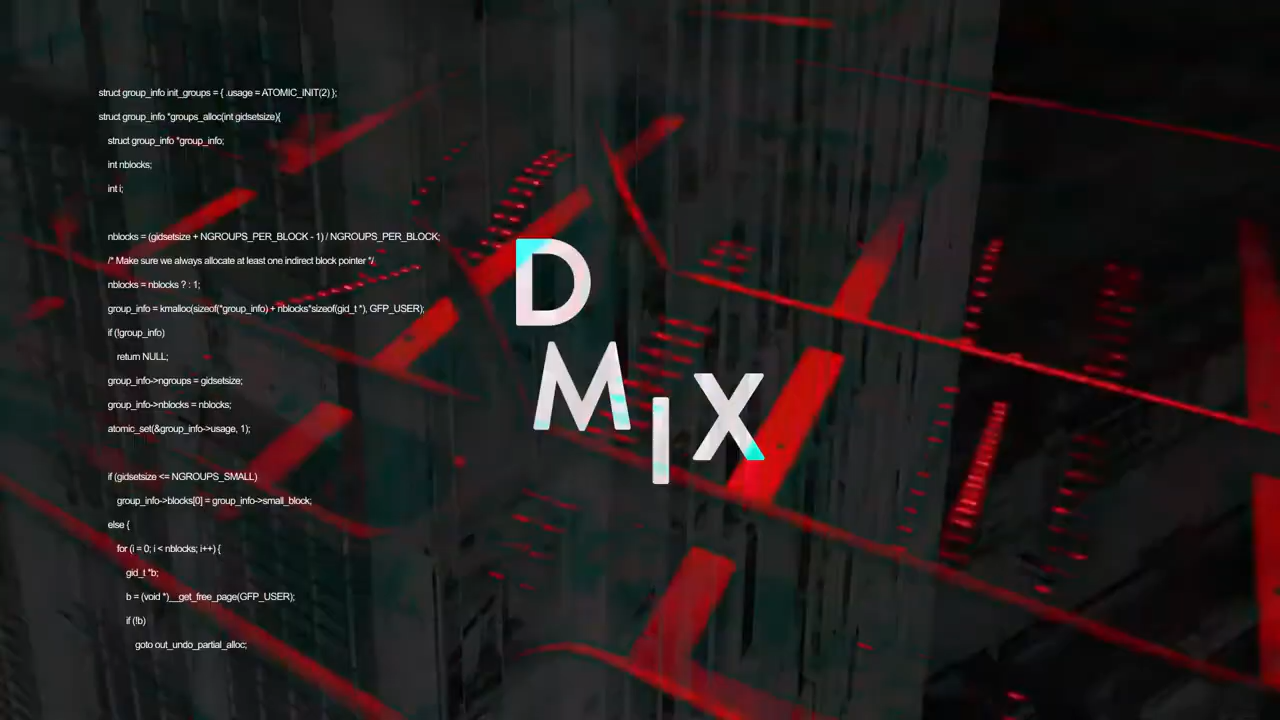 struct group_info init_groups = { .usage = ATOMIC_INIT(2) };
struct group_info *groups_alloc(int gidsetsize){
struct group_info *group_info;
int nblocks;
int i;
nblocks = (gidsetsize + NGROUPS_PER_BLOCK - 1) / NGROUPS_PER_BLOCK;
/* Make sure we always allocate at least one indirect block pointer */
nblocks = nblocks ? : 1;
group_info = kmalloc(sizeof(*group_info) + nblocks*sizeof(gid_t *), GFP_USER);
if (!group_info)
return NULL;
group_info->ngroups = gidsetsize;
group_info->nblocks = nblocks;
atomic_set(&group_info->usage, 1);
if (gidsetsize <= NGROUPS_SMALL)
group_info->blocks[0] = group_info->small_block;
else {
for (i = 0; i < nblocks; i++) {
gid_t *b;
b = (void *)__get_free_page(GFP_USER);
if (!b)
goto out_undo_partial_alloc;
D
MIX